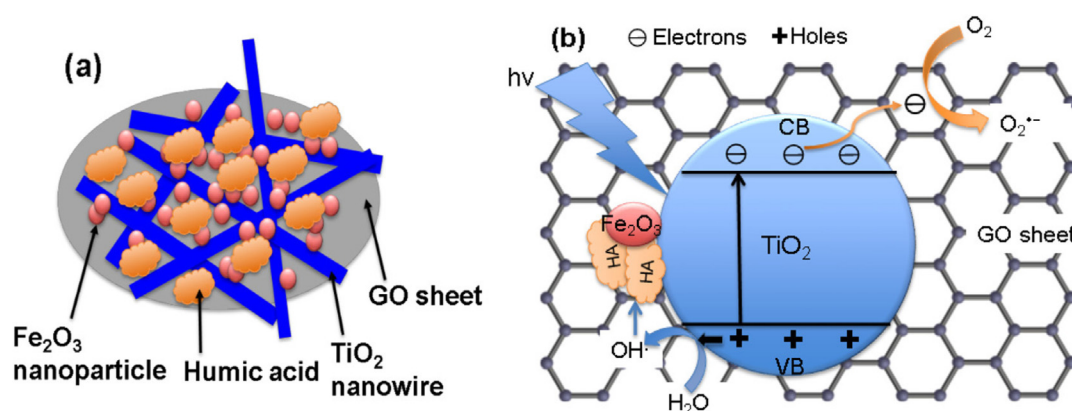 (a)
GO sheet
Fe₂O₃
nanoparticle
Humic acid
TiO₂
nanowire
(b)
⊖ Electrons
+ Holes
hν
O₂
CB
⊖
O₂•−
⊖ ⊖ ⊖
Fe₂O₃
HA
HA
TiO₂
GO sheet
OH·
+ + +
VB
H₂O